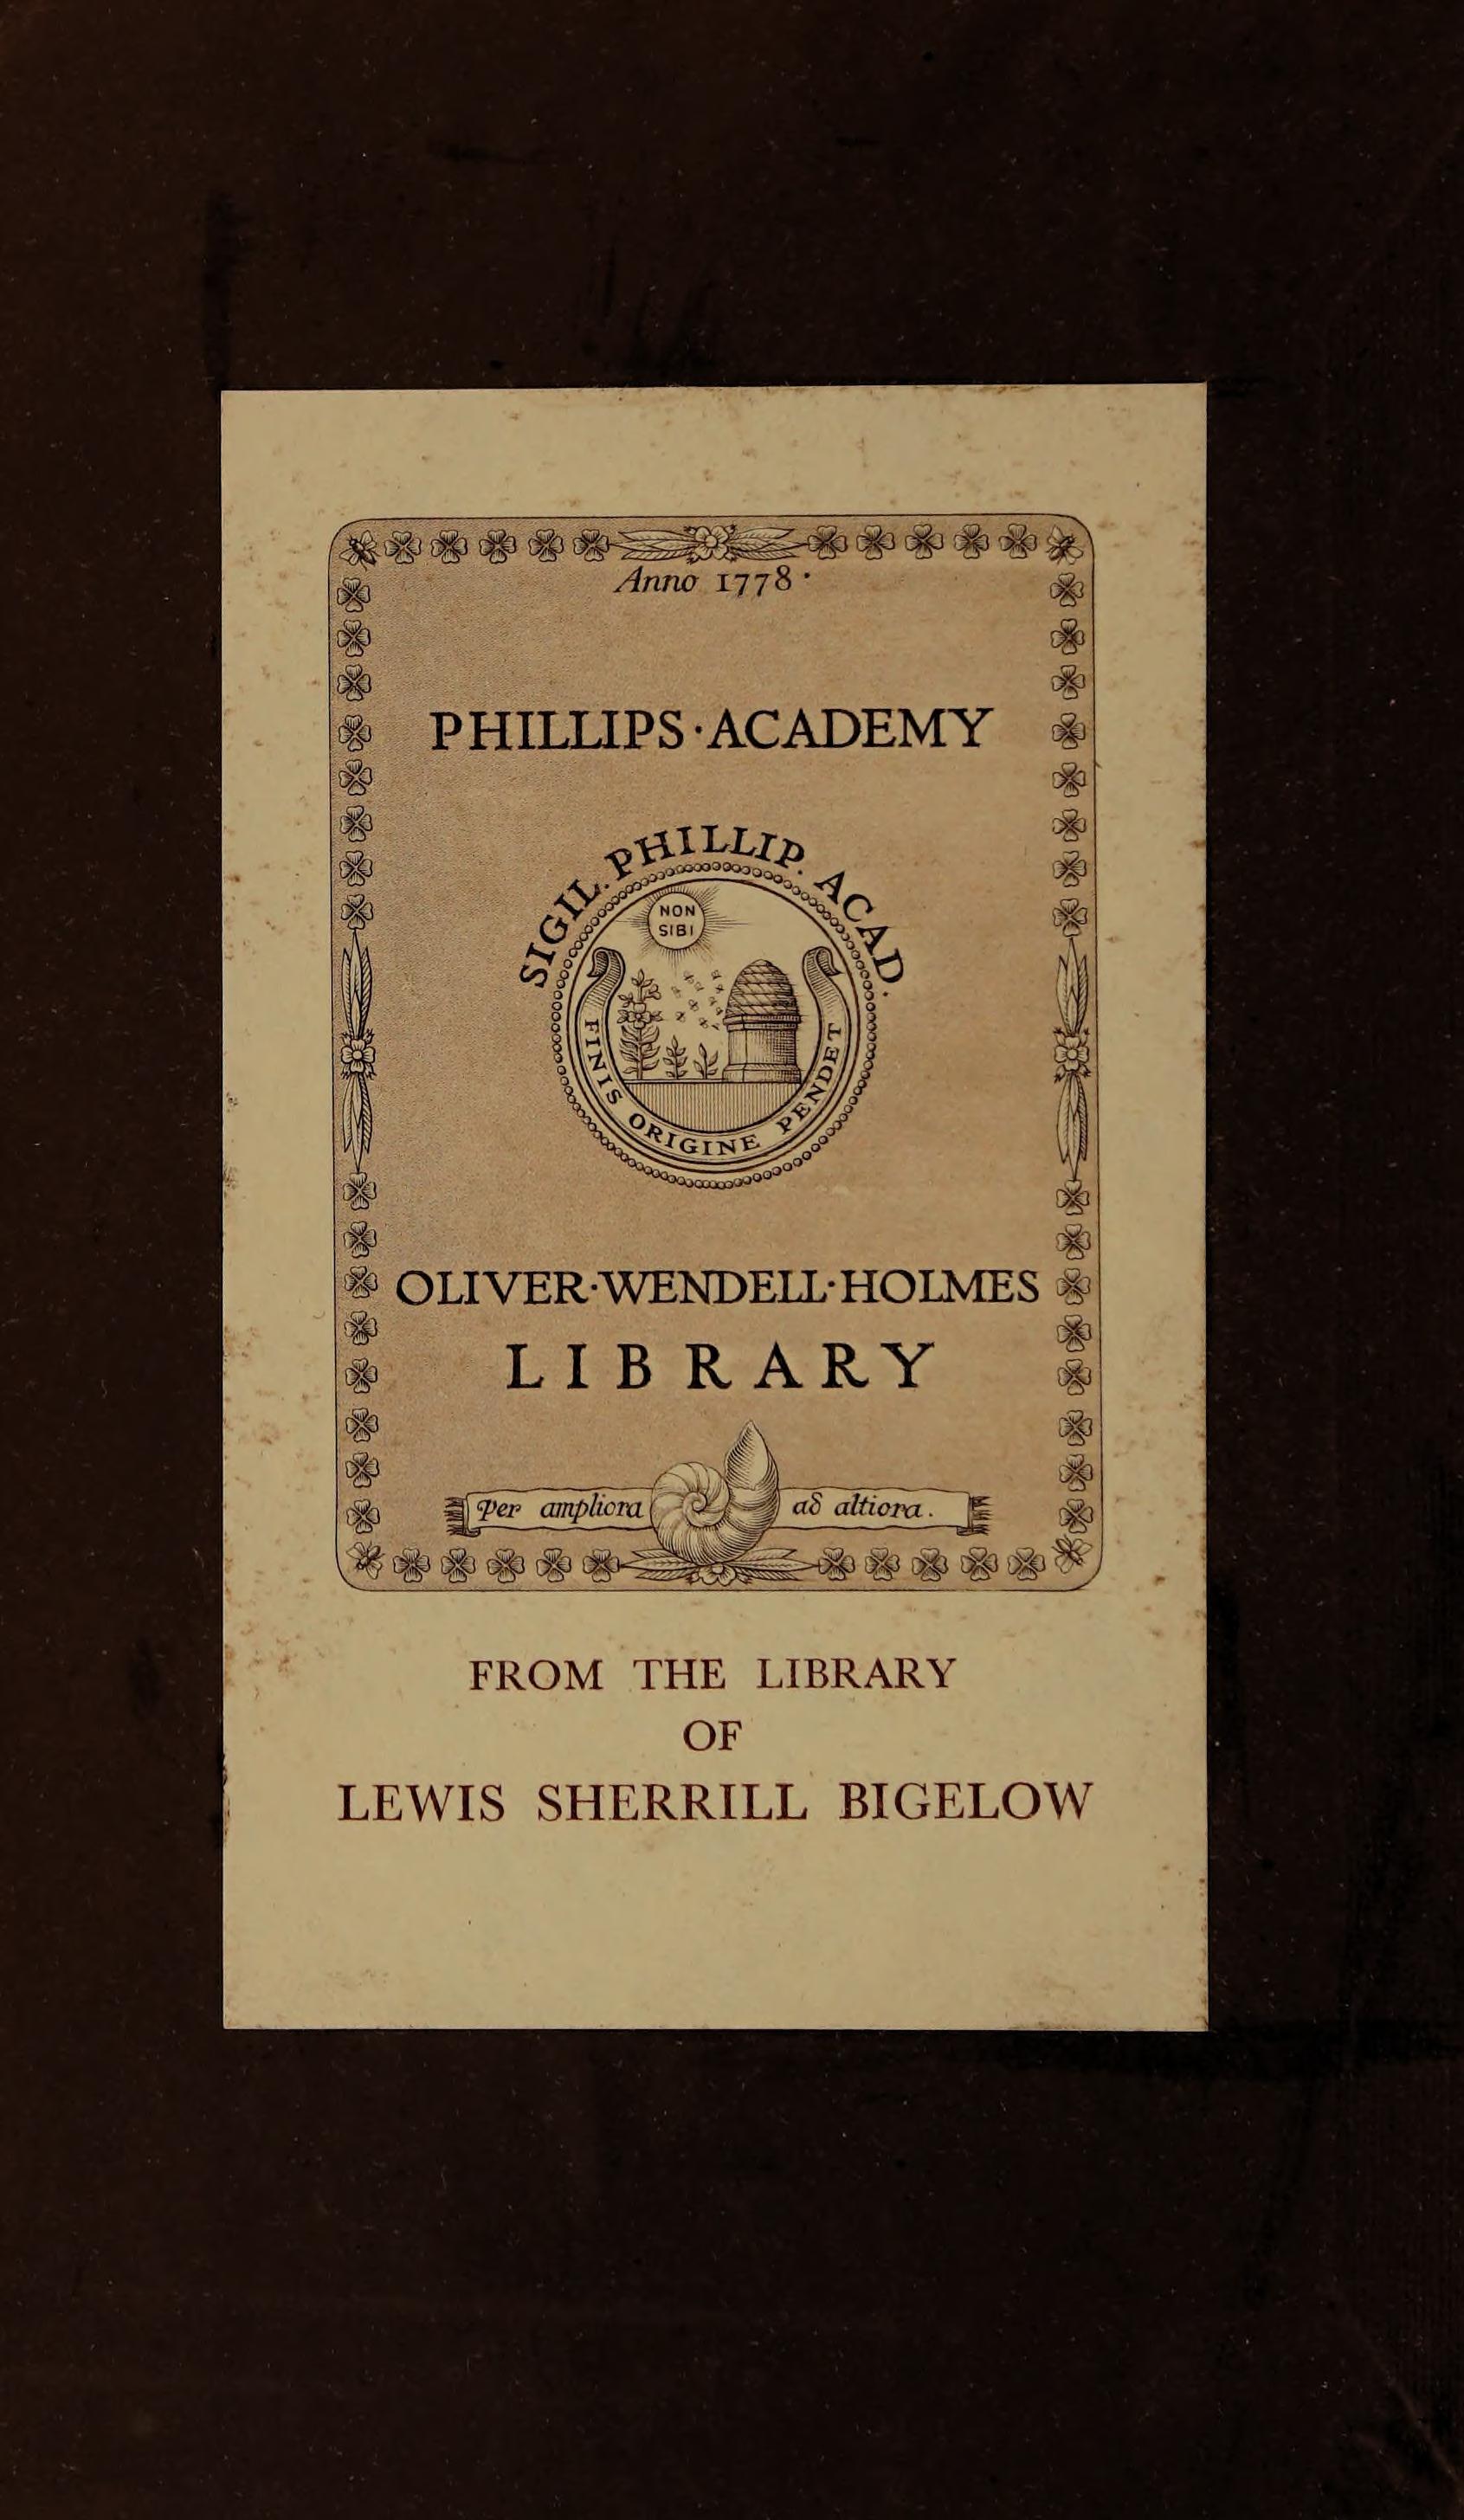 Anno 1778·
PHILLIPS·ACADEMY
SIGIL. PHILLIP. ACAD.
NON
SIBI
FINIS ORIGINE PENDET
OLIVER·WENDELL·HOLMES
LIBRARY
Per ampliora ad altiora.
FROM THE LIBRARY
OF
LEWIS SHERRILL BIGELOW